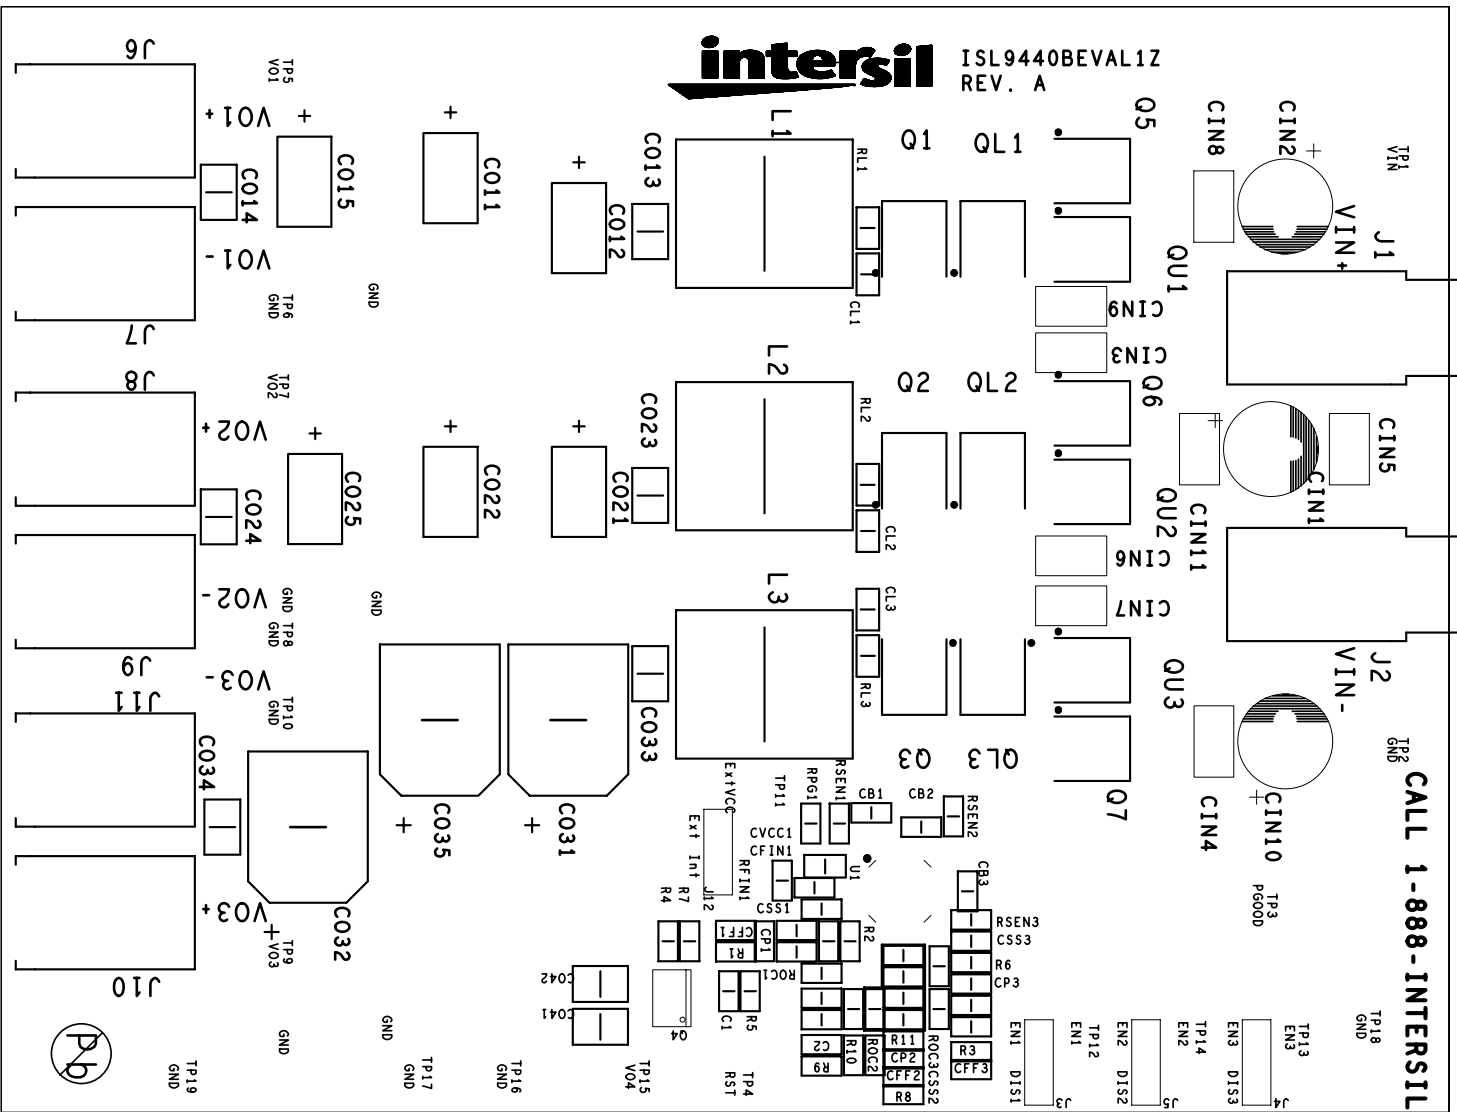 intersil
ISL9440BEVAL1Z
REV. A
J6
TP5
VO1
VO1+
CO14
CO15
CO11
CO12
CO13
L1
RL1
CL1
Q1
QL1
Q5
QU1
CIN8
CIN2
TP1
VIN
VIN+
J1
VO1-
TP6
GND
GND
J7
CIN9
CIN3
J8
TP7
VO2
VO2+
CO24
CO25
CO22
CO21
CO23
L2
RL2
CL2
Q2
QL2
Q6
QU2
CIN11
CIN1
CIN5
VO2-
GND
TP8
GND
GND
J9
CIN6
CIN7
L3
CL3
RL3
Q3
QL3
QU3
Q7
J2
VIN-
TP2
GND
CIN4
CIN10
VO3-
J11
TP10
GND
CO34
CO35
CO31
CO33
CO32
VO3+
TP9
VO3
J10
ExtVCC
Ext Int
J12
RFIN1
TP11
RPG1
RSEN1
CB1
CB2
RSEN2
CVCC1
CFIN1
U1
CB3
CSS1
R4
R7
CFF1
R1
CP1
R2
ROC1
RSEN3
CSS3
R6
CP3
CO42
CO41
Q4
C1
R5
C2
R9
R10
ROC2
R11
CP2
CFF2
R8
ROC3
CSS2
R3
CFF3
TP3
PGOOD
CALL 1-888-INTERSIL
EN1
DIS1
J3
TP12
EN1
EN2
DIS2
J5
TP14
EN2
EN3
DIS3
J4
TP13
EN3
TP18
GND
Pb
TP19
GND
GND
GND
TP17
GND
TP16
GND
TP15
VO4
TP4
RST